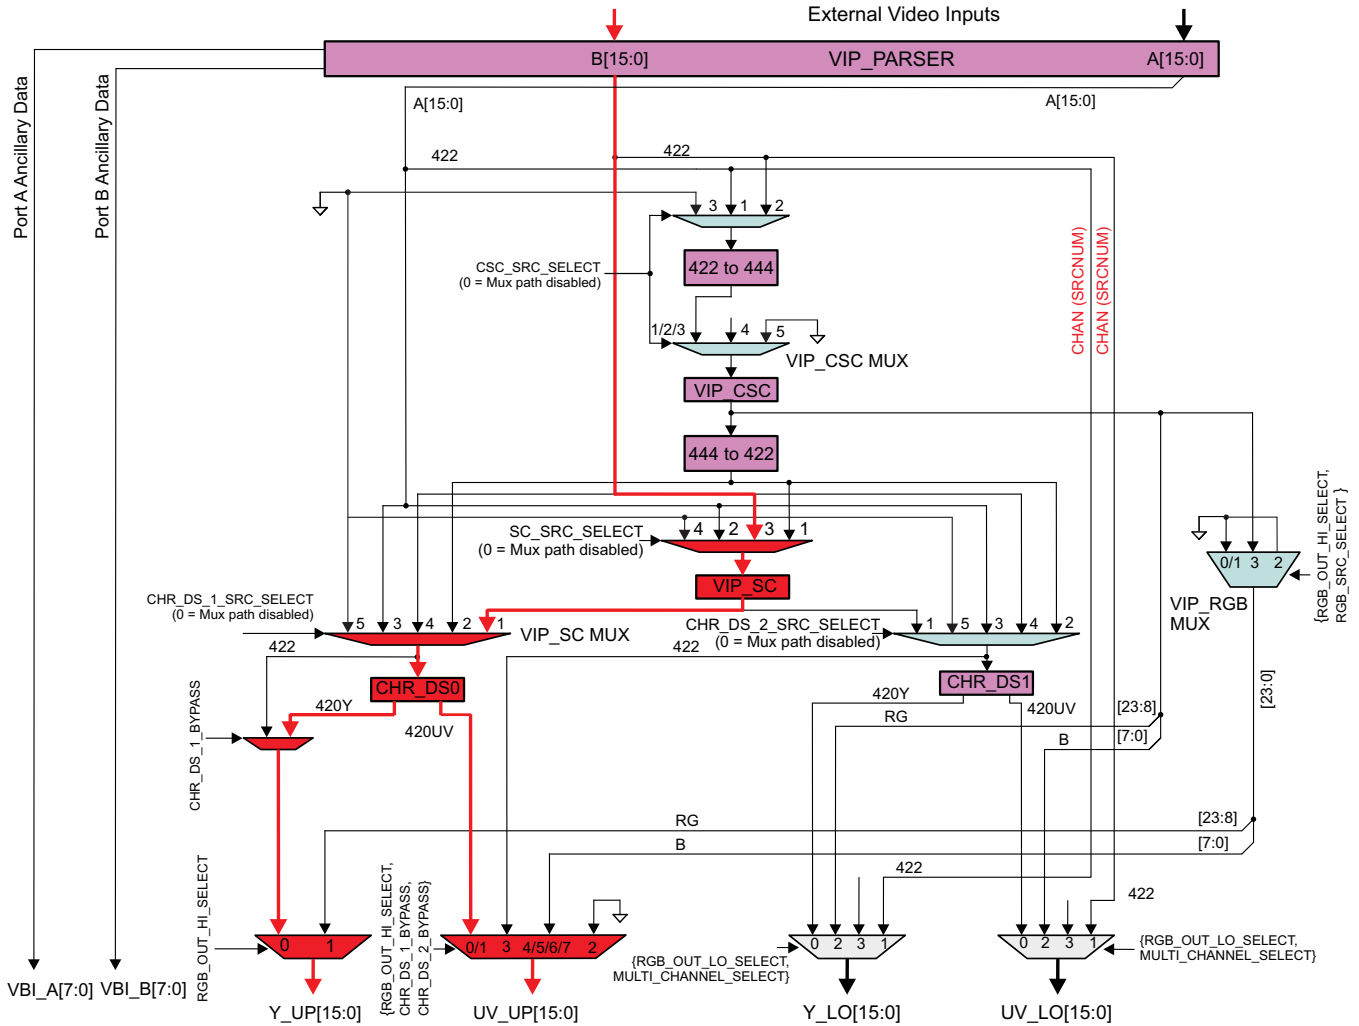 External Video Inputs
B[15:0]
VIP_PARSER
A[15:0]
A[15:0]
A[15:0]
Port A Ancillary Data
Port B Ancillary Data
422
422
3 1 2
CSC_SRC_SELECT
(0 = Mux path disabled)
422 to 444
CHAN (SRCNUM)
CHAN (SRCNUM)
1/2/3 4 5
VIP_CSC MUX
VIP_CSC
444 to 422
SC_SRC_SELECT
(0 = Mux path disabled)
4 2 3 1
VIP_SC
0/1 3 2
{RGB_OUT_HI_SELECT,
RGB_SRC_SELECT }
VIP_RGB
MUX
CHR_DS_1_SRC_SELECT
(0 = Mux path disabled)
5 3 4 2 1
VIP_SC MUX
CHR_DS_2_SRC_SELECT
(0 = Mux path disabled)
1 5 3 4 2
422
422
CHR_DS0
CHR_DS1
420Y
420UV
420Y
420UV
RG
B
[23:8]
[7:0]
[23:0]
CHR_DS_1_BYPASS
RG
B
[23:8]
[7:0]
422
422
RGB_OUT_HI_SELECT
0 1
{RGB_OUT_HI_SELECT,
CHR_DS_1_BYPASS,
CHR_DS_2_BYPASS}
0/1 3 4/5/6/7 2
0 2 3 1
{RGB_OUT_LO_SELECT,
MULTI_CHANNEL_SELECT}
0 2 3 1
{RGB_OUT_LO_SELECT,
MULTI_CHANNEL_SELECT}
VBI_A[7:0]
VBI_B[7:0]
Y_UP[15:0]
UV_UP[15:0]
Y_LO[15:0]
UV_LO[15:0]